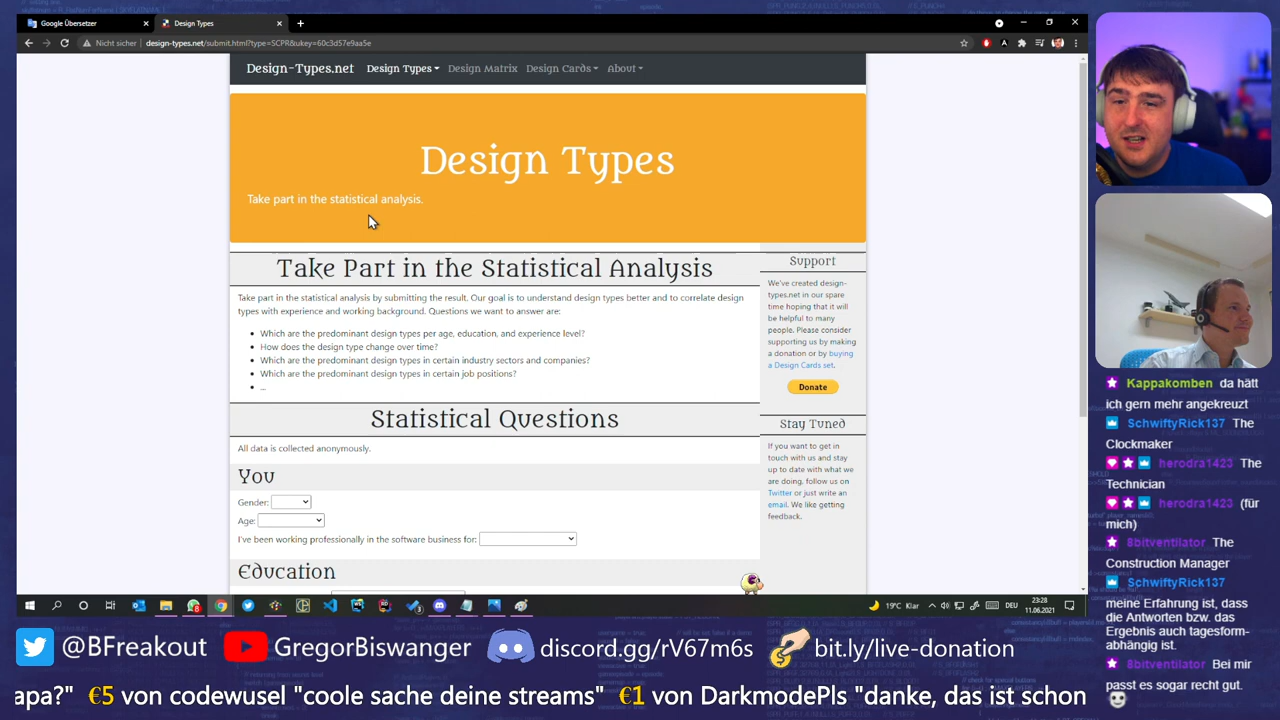 Google Übersetzer
Design Types
Nicht sicher
design-types.net/submit.html?type=SCPR&ukey=60c3d57e9aa5e
Design-Types.net
Design Types
Design Matrix
Design Cards
About
Design Types
Take part in the statistical analysis.
Take Part in the Statistical Analysis
Take part in the statistical analysis by submitting the result. Our goal is to understand design types better and to correlate design
types with experience and working background. Questions we want to answer are:
Which are the predominant design types per age, education, and experience level?
How does the design type change over time?
Which are the predominant design types in certain industry sectors and companies?
Which are the predominant design types in certain job positions?
...
Statistical Questions
All data is collected anonymously.
You
Gender:
Age:
I've been working professionally in the software business for:
Education
Support
We've created design-
types.net in our spare
time hoping that it will
be helpful to many
people. Please consider
supporting us by making
a donation or by buying
a Design Cards set.
Donate
Stay Tuned
If you want to get in
touch with us and stay
up to date with what we
are doing, follow us on
Twitter or just write an
email. We like getting
feedback.
19°C Klar
DEU
23:28
11.06.2021
Kappakomben da hätt
ich gern mehr angekreuzt
SchwiftyRick137 The
Clockmaker
herodra1423 The
Technician
herodra1423 (für
mich)
8bitventilator The
Construction Manager
SchwiftyRick137
meine Erfahrung ist, dass
die Antworten bzw. das
Ergebnis auch tagesform-
abhängig ist.
8bitventilator Bei mir
passt es sogar recht gut.
@BFreakout
GregorBiswanger
discord.gg/rV67m6s
bit.ly/live-donation
apa?" €5 von codewusel "coole sachs deine streams" €1 von DarkmodePls "danke, das ist schon